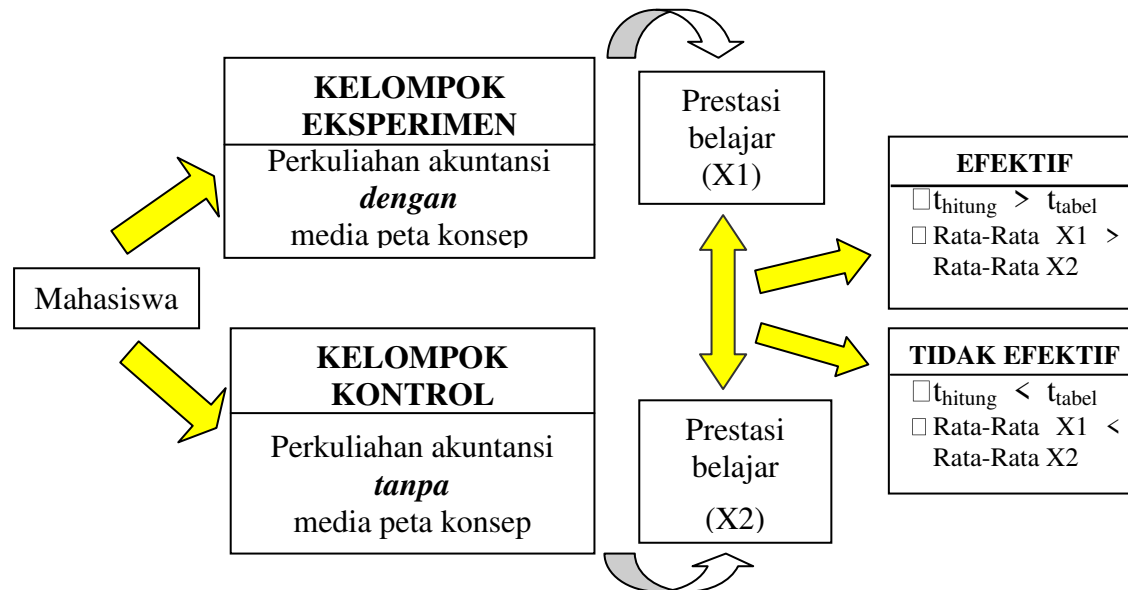 Mahasiswa
KELOMPOK
EKSPERIMEN
Perkuliahan akuntansi
dengan
media peta konsep
KELOMPOK
KONTROL
Perkuliahan akuntansi
tanpa
media peta konsep
Prestasi
belajar
(X1)
Prestasi
belajar
(X2)
EFEKTIF
□ thitung > ttabel
□ Rata-Rata X1 >
Rata-Rata X2
TIDAK EFEKTIF
□ thitung < ttabel
□ Rata-Rata X1 <
Rata-Rata X2